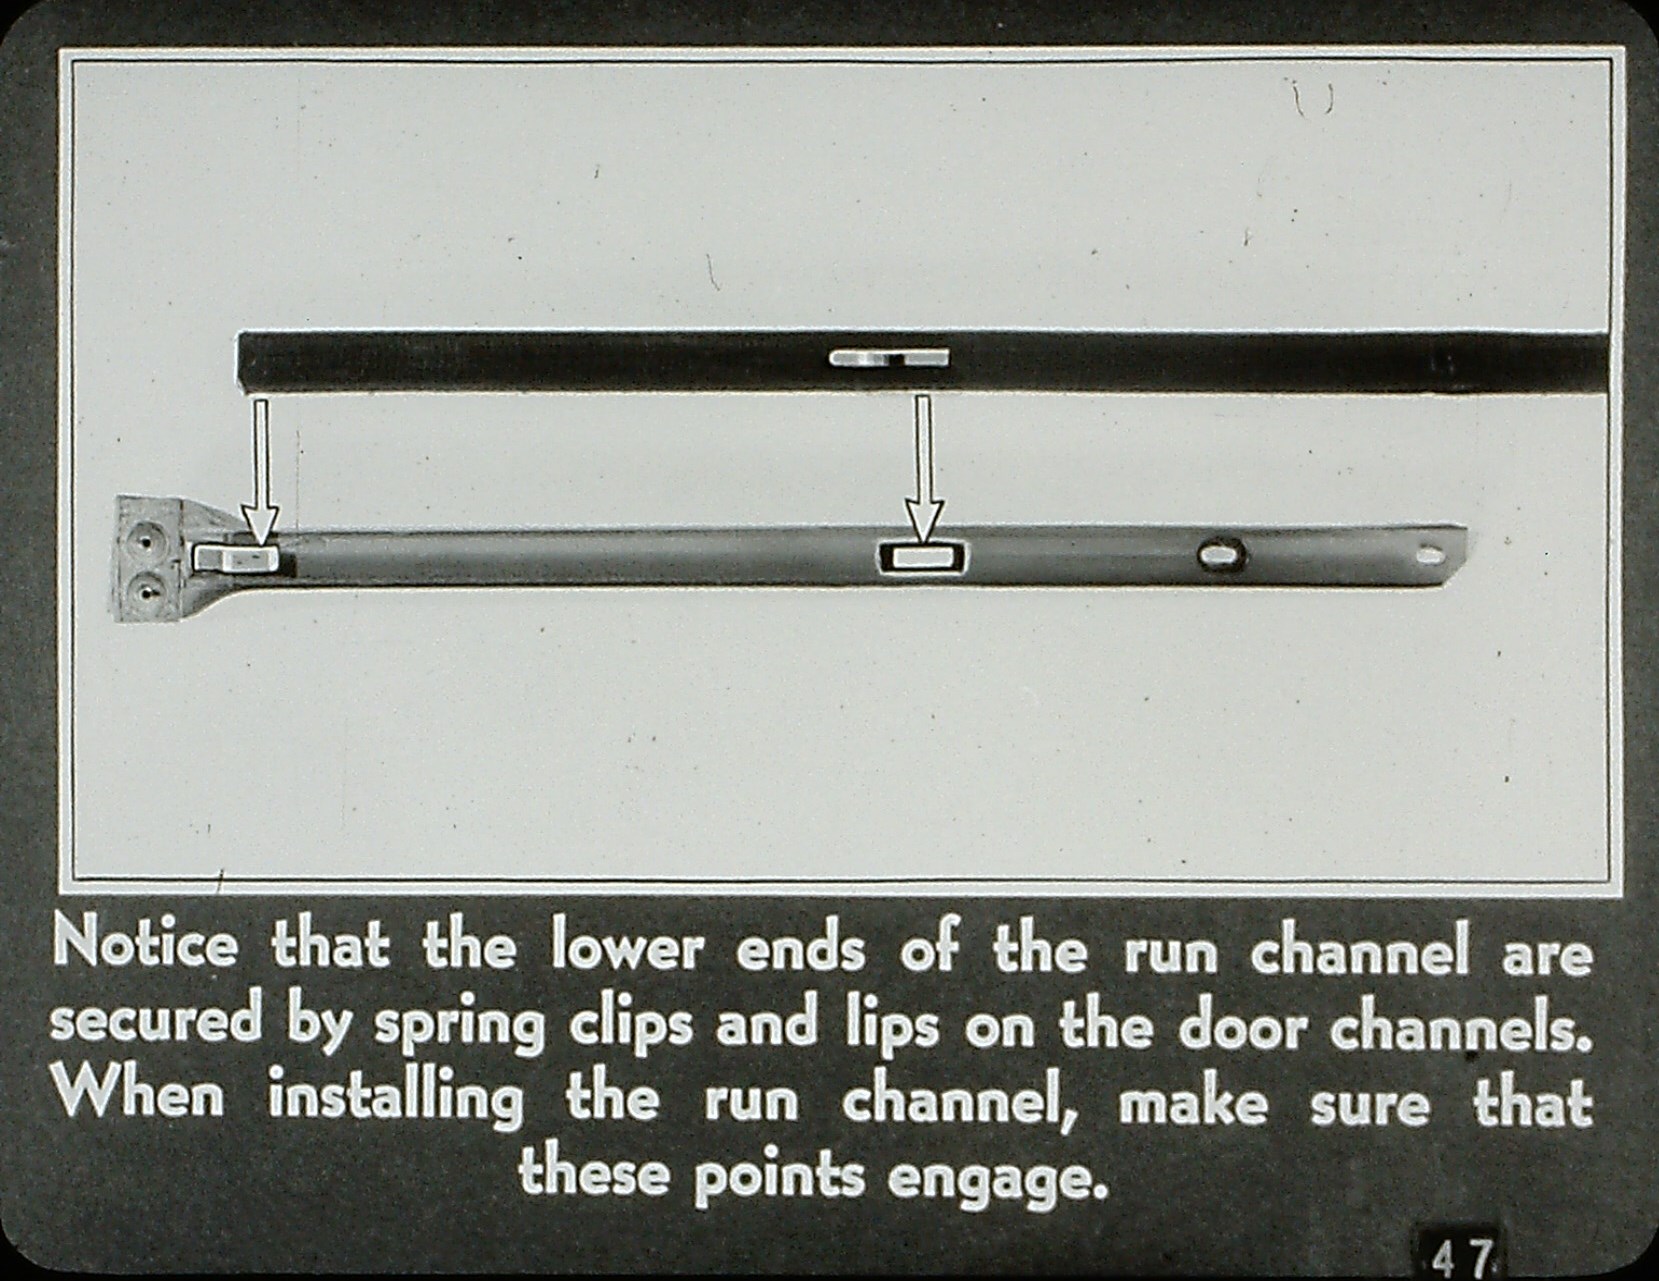 Notice that the lower ends of the run channel are
secured by spring clips and lips on the door channels.
When installing the run channel, make sure that
these points engage.
47